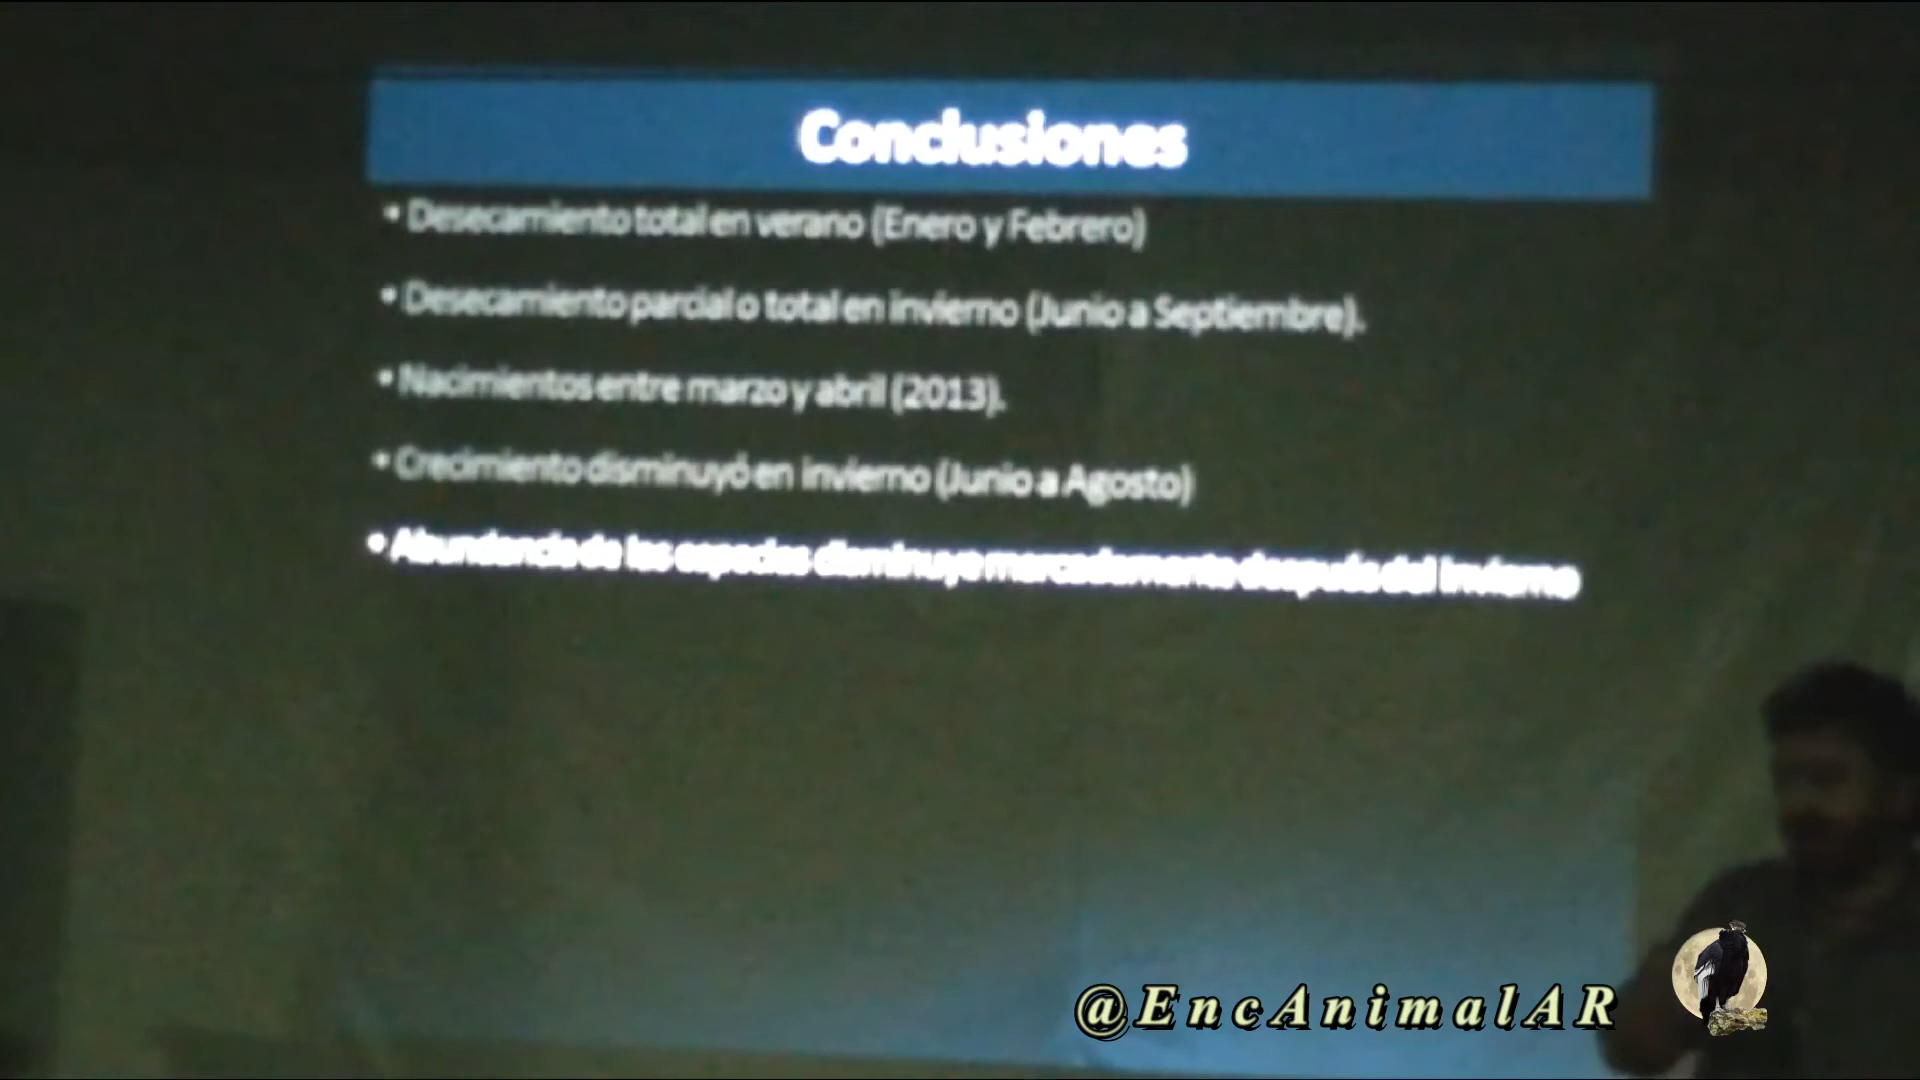 Conclusiones
• Desecamiento total en verano (Enero y Febrero)
• Desecamiento parcial o total en invierno (Junio a Septiembre).
• Nacimientos entre marzo y abril (2013).
• Crecimiento disminuyó en invierno (Junio a Agosto)
• Abundancia de las especies disminuye marcadamente después del invierno
@EncAnimalAR